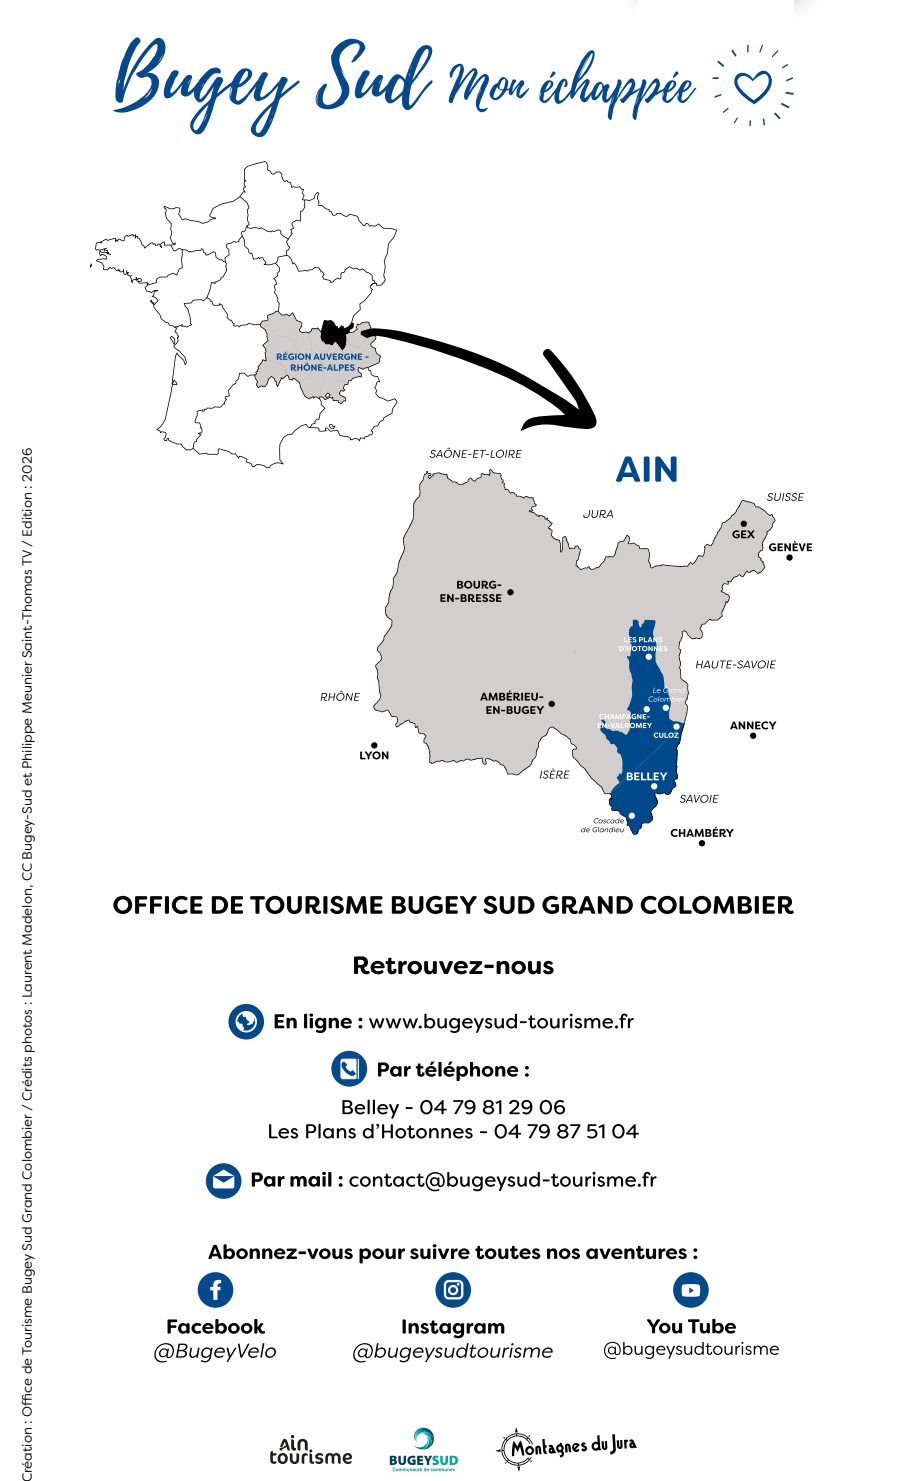 Bugey Sud Mon échappée
RÉGION AUVERGNE -
RHÔNE-ALPES
SAÔNE-ET-LOIRE
AIN
SUISSE
JURA
GEX
GENÈVE
BOURG-
EN-BRESSE
LES PLANS
D'HOTONNES
HAUTE-SAVOIE
RHÔNE
AMBÉRIEU-
EN-BUGEY
Le Grand
Colombier
CHAMPAGNE-
EN-VALROMEY
ANNECY
CULOZ
LYON
ISÈRE
BELLEY
SAVOIE
Cascade
de Glandieu
CHAMBÉRY
OFFICE DE TOURISME BUGEY SUD GRAND COLOMBIER
Retrouvez-nous
En ligne : www.bugeysud-tourisme.fr
Par téléphone :
Belley - 04 79 81 29 06
Les Plans d'Hotonnes - 04 79 87 51 04
Par mail : contact@bugeysud-tourisme.fr
Abonnez-vous pour suivre toutes nos aventures :
Facebook
@BugeyVelo
Instagram
@bugeysudtourisme
You Tube
@bugeysudtourisme
ain
tourisme
BUGEYSUD
Communauté de communes
Montagnes du Jura
Création : Office de Tourisme Bugey Sud Grand Colombier / Crédits photos : Laurent Madelon, CC Bugey-Sud et Philippe Meunier Saint-Thomas TV / Edition : 2026